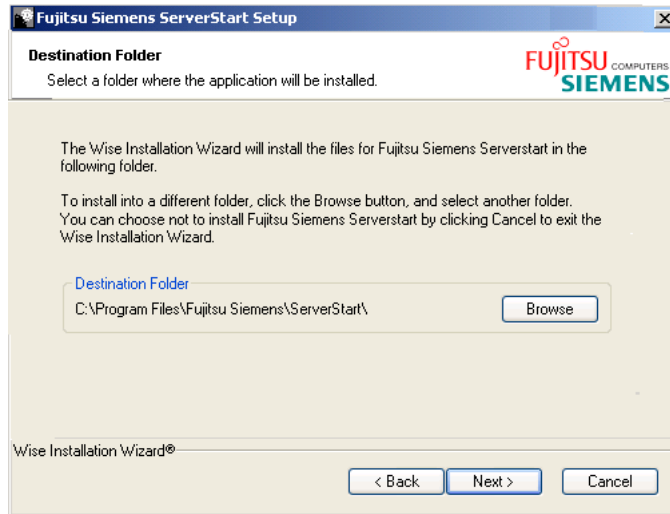 Fujitsu Siemens ServerStart Setup
Destination Folder
Select a folder where the application will be installed.
FUJITSU COMPUTERS
SIEMENS
The Wise Installation Wizard will install the files for Fujitsu Siemens Serverstart in the
following folder.
To install into a different folder, click the Browse button, and select another folder.
You can choose not to install Fujitsu Siemens Serverstart by clicking Cancel to exit the
Wise Installation Wizard.
Destination Folder
C:\Program Files\Fujitsu Siemens\ServerStart\ Browse
Wise Installation Wizard®
< Back Next > Cancel